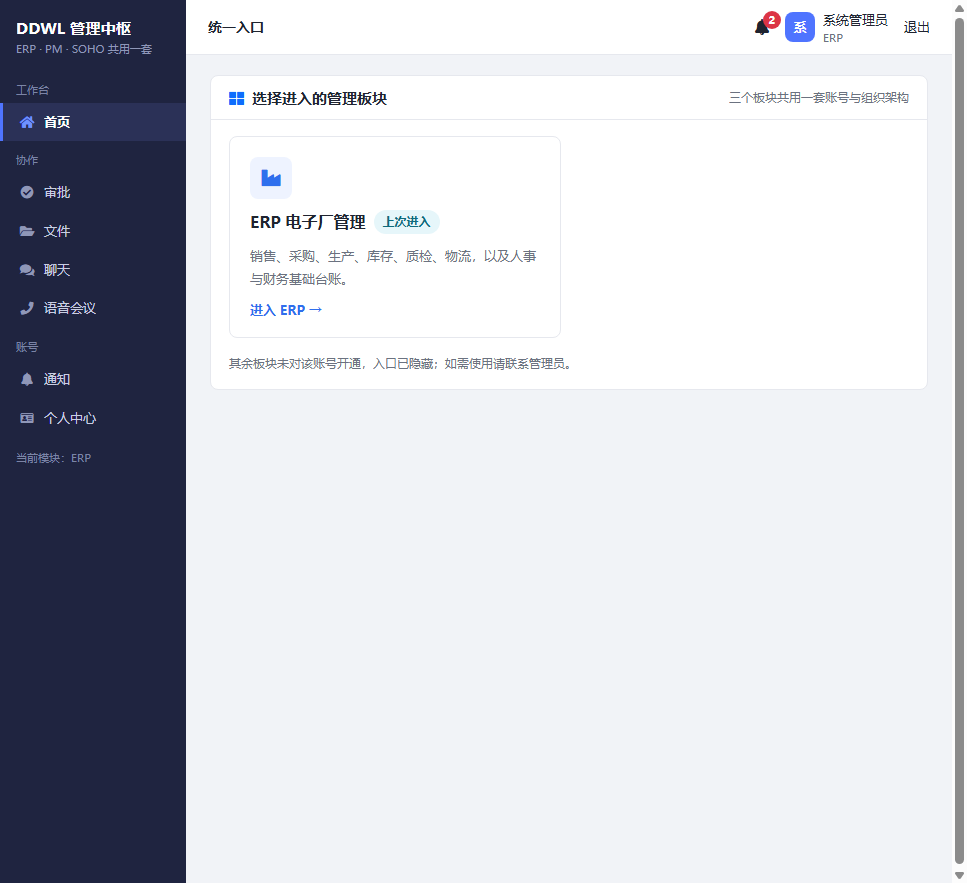 DDWL 管理中枢
ERP · PM · SOHO 共用一套
工作台
首页
协作
审批
文件
聊天
语音会议
账号
通知
个人中心
当前模块：ERP
统一入口
2
系
系统管理员
ERP
退出
选择进入的管理板块
三个板块共用一套账号与组织架构
ERP 电子厂管理 上次进入
销售、采购、生产、库存、质检、物流，以及人事
与财务基础台账。
进入 ERP →
其余板块未对该账号开通，入口已隐藏；如需使用请联系管理员。